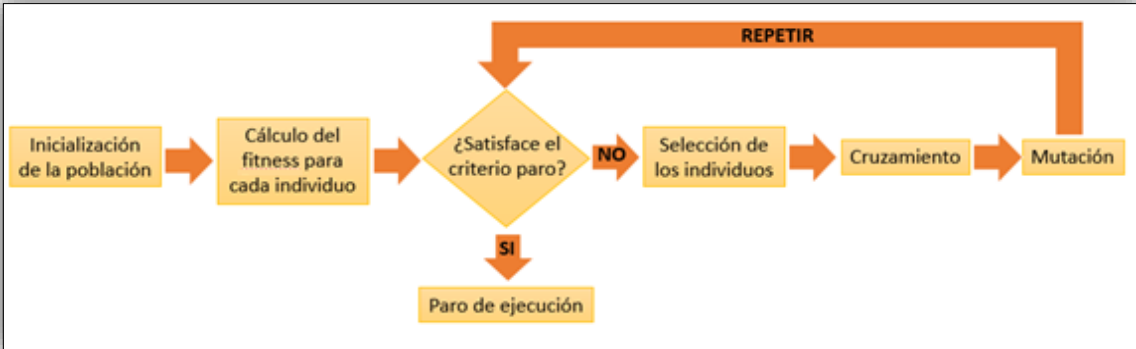 REPETIR
Inicialización
de la población
Cálculo del
fitness para
cada individuo
¿Satisface el
criterio paro?
NO
Selección de
los individuos
Cruzamiento
Mutación
SI
Paro de ejecución